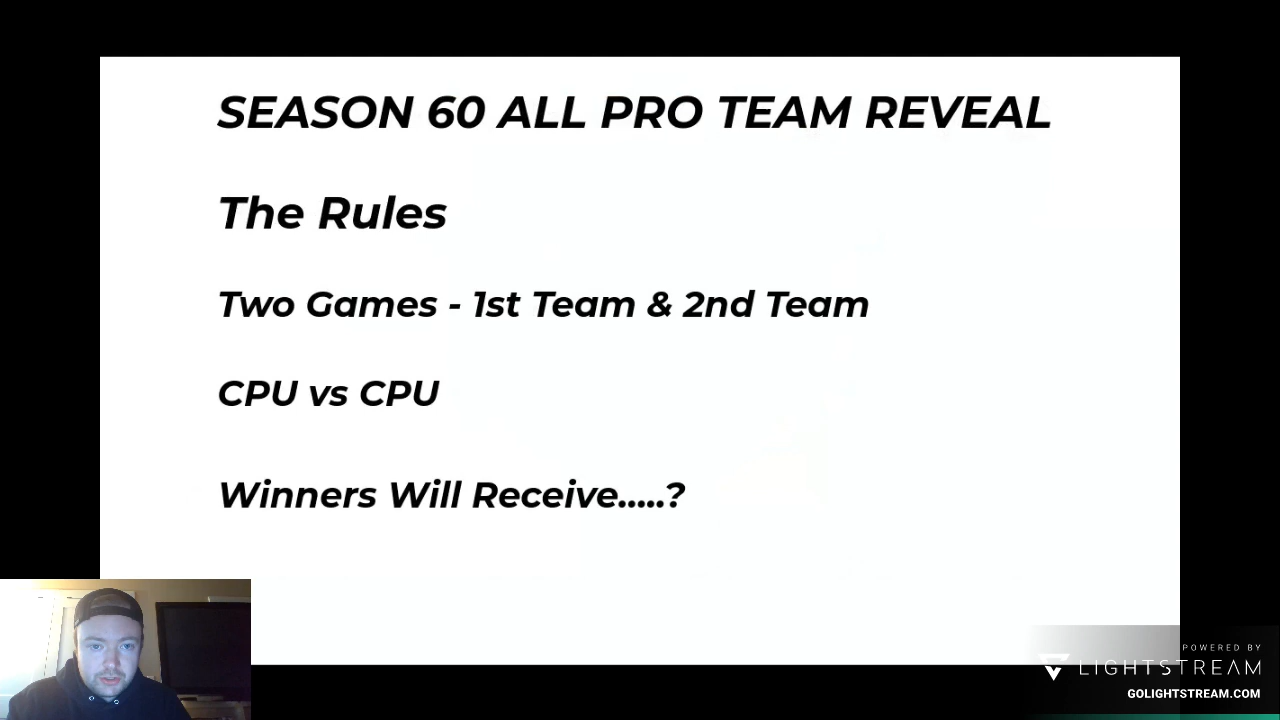 SEASON 60 ALL PRO TEAM REVEAL
The Rules
Two Games - 1st Team & 2nd Team
CPU vs CPU
Winners Will Receive.....?
POWERED BY
LIGHTSTREAM
GOLIGHTSTREAM.COM